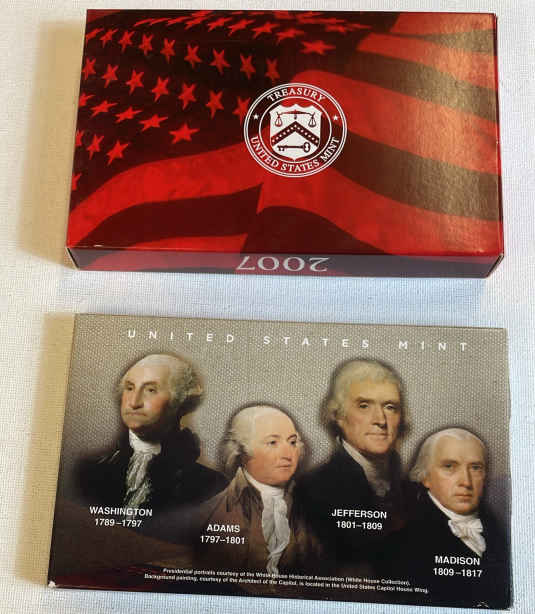 TREASURY
UNITED STATES MINT
2007
UNITED STATES MINT
WASHINGTON
1789–1797
ADAMS
1797–1801
JEFFERSON
1801–1809
MADISON
1809–1817
Presidential portraits courtesy of the White House Historical Association (White House Collection).
Background painting, courtesy of the Architect of the Capitol, is located in the United States Capitol House Wing.